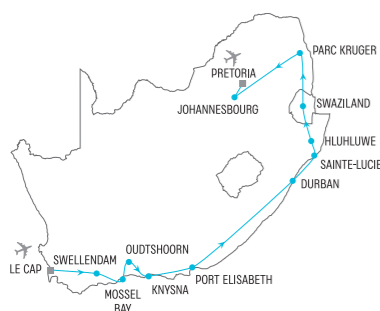 PARC KRUGER
PRETORIA
JOHANNESBOURG
SWAZILAND
HLUHLUWE
SAINTE-LUCIE
DURBAN
OUDTSHOORN
SWELLENDAM
LE CAP
PORT ELISABETH
KNYSNA
MOSSEL
BAY